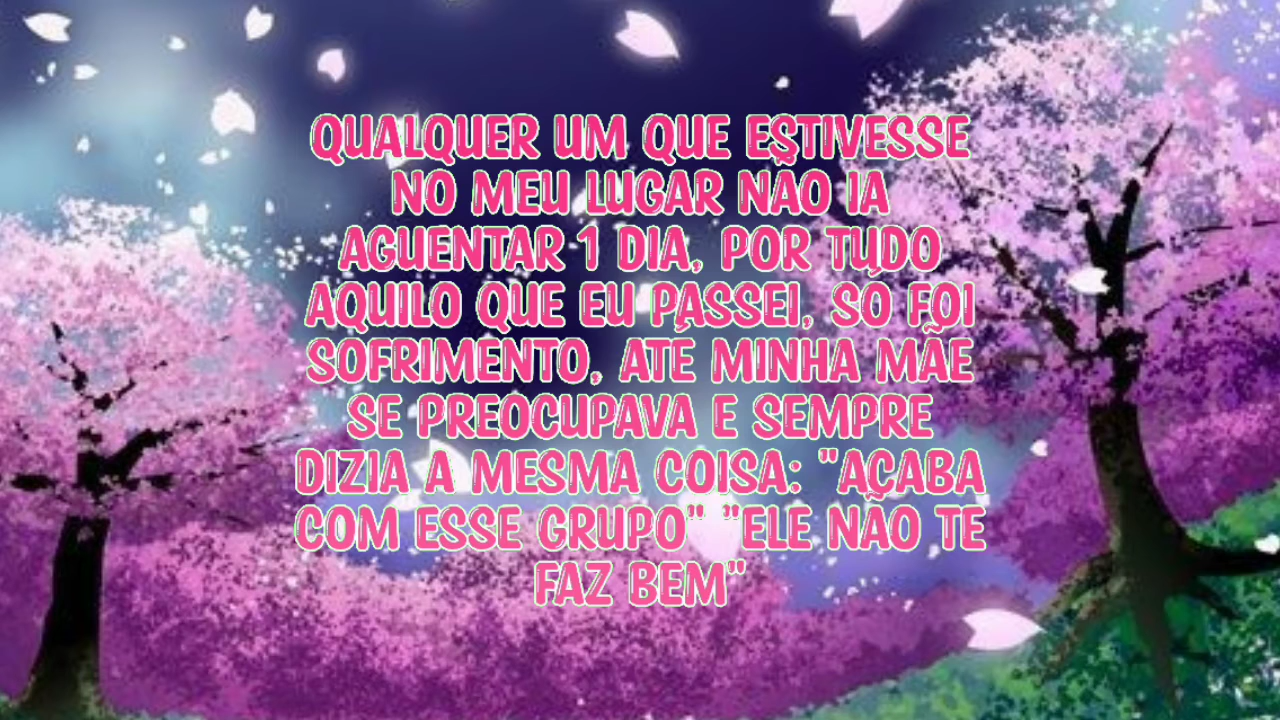 QUALQUER UM QUE ESTIVESSE
NO MEU LUGAR NÃO IA
AGUENTAR 1 DIA, POR TUDO
AQUILO QUE EU PASSEI, SÓ FOI
SOFRIMENTO, ATÉ MINHA MÃE
SE PREOCUPAVA E SEMPRE
DIZIA A MESMA COISA: "ACABA
COM ESSE GRUPO" "ELE NÃO TE
FAZ BEM"